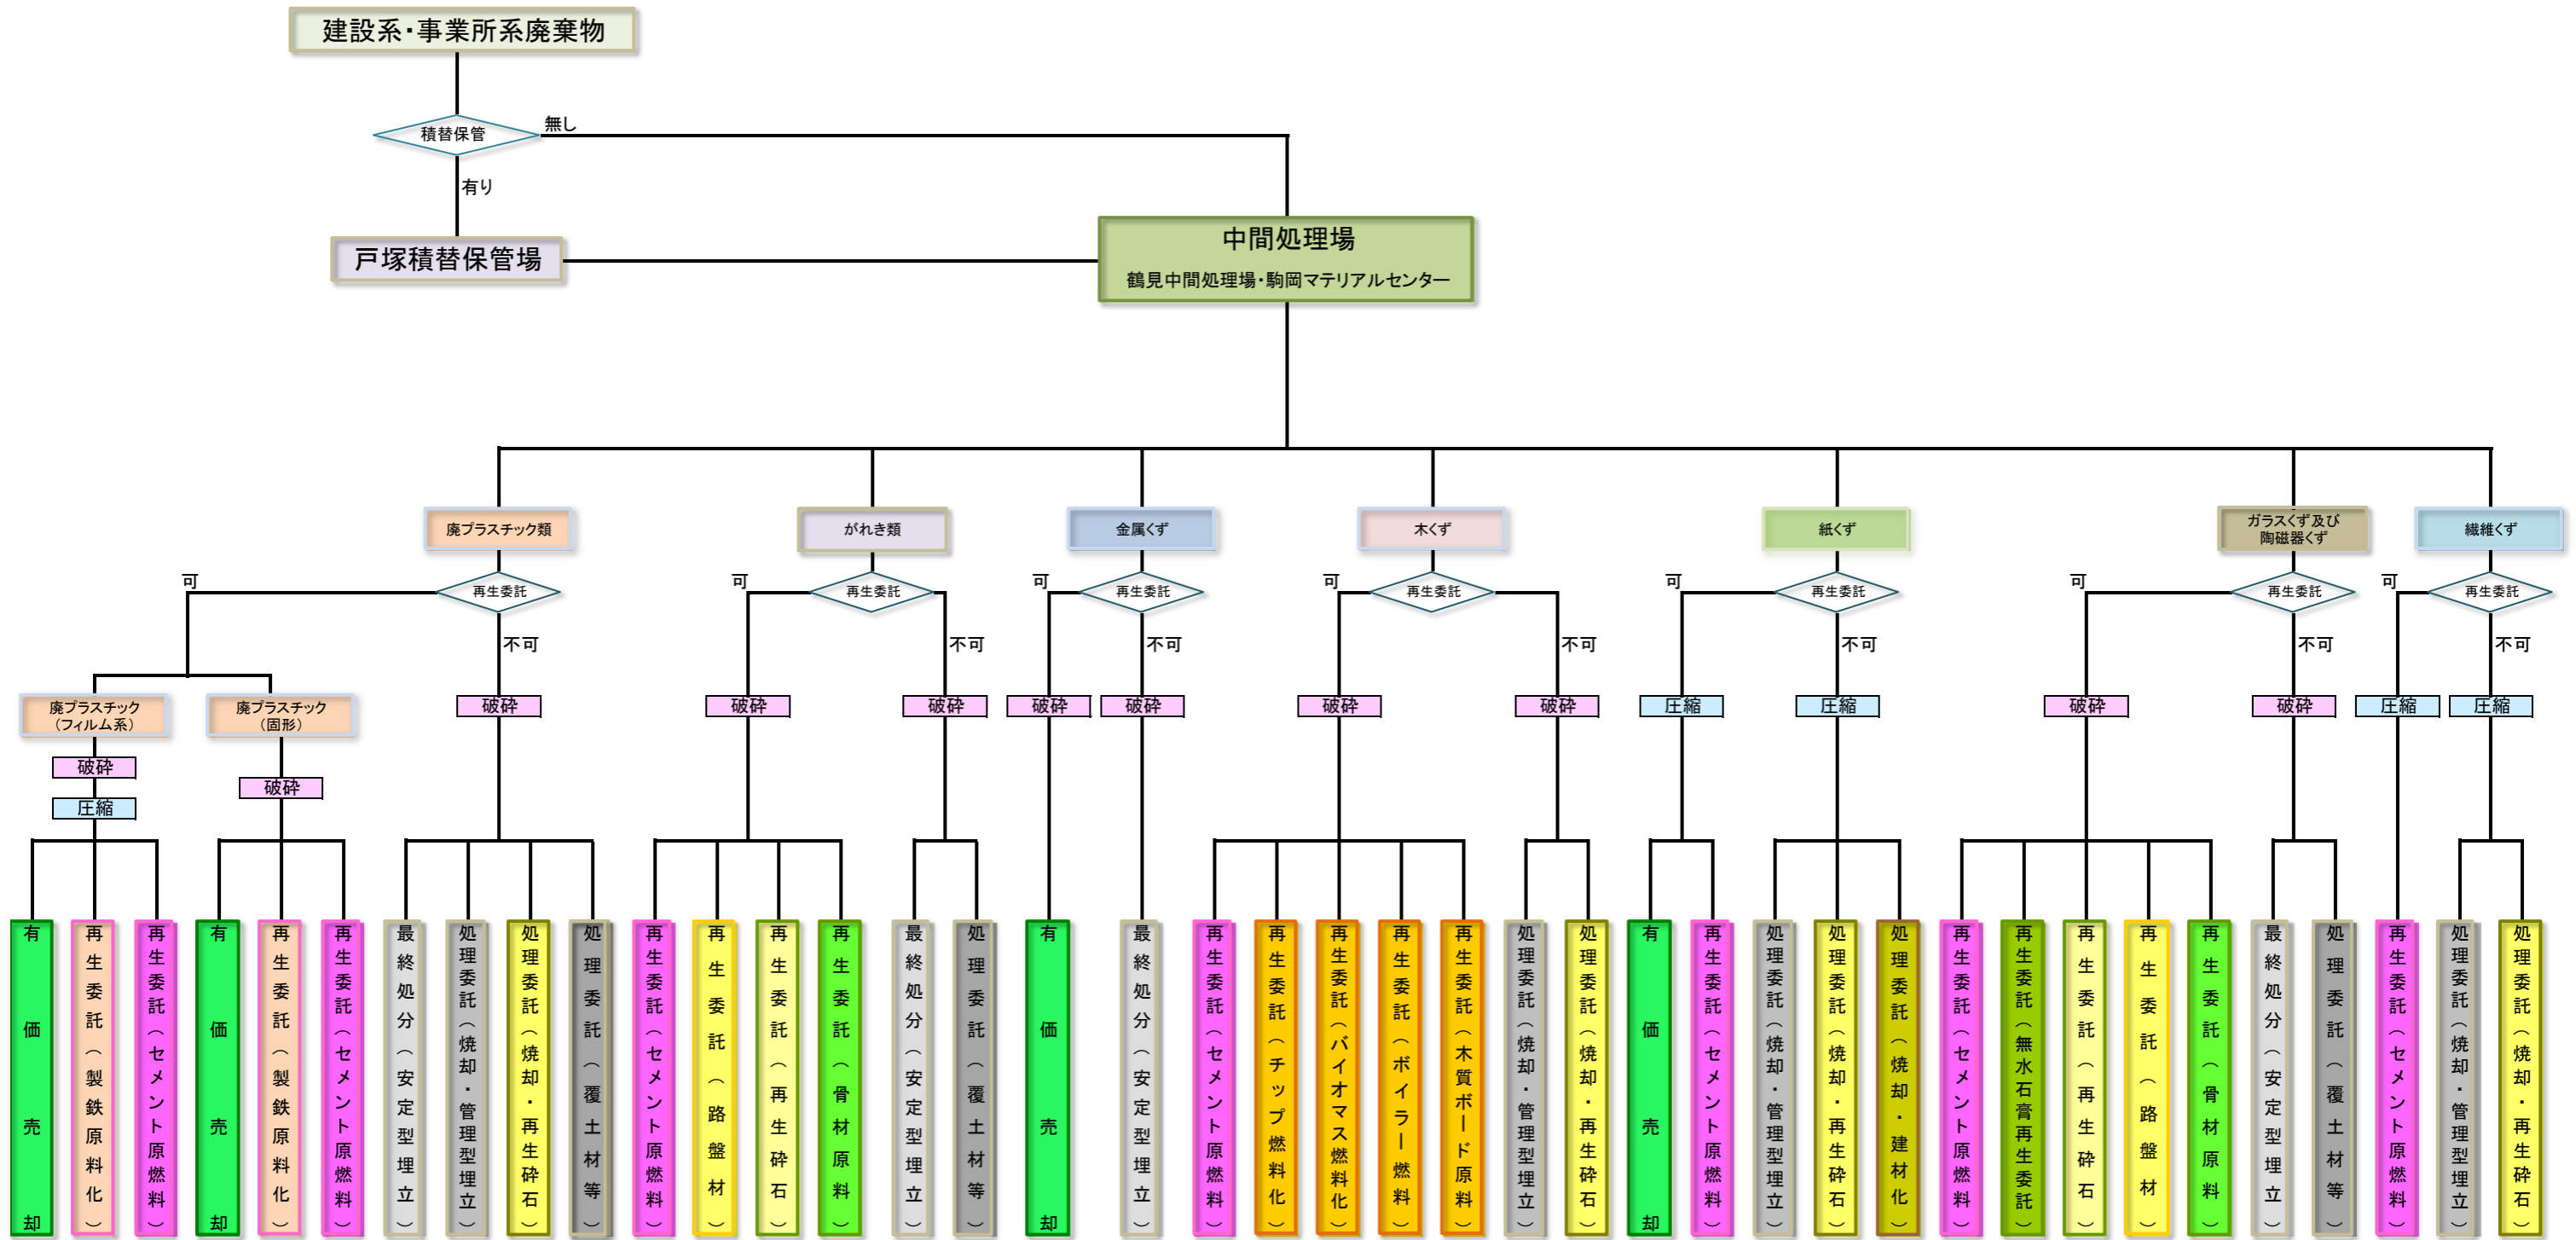 建設系・事業所系廃棄物
積替保管
無し
有り
戸塚積替保管場
中間処理場
鶴見中間処理場・駒岡マテリアルセンター
廃プラスチック類
がれき類
金属くず
木くず
紙くず
ガラスくず及び
陶磁器くず
繊維くず
可
再生委託
可
再生委託
可
再生委託
可
再生委託
可
再生委託
可
再生委託
可
再生委託
不可
不可
不可
不可
不可
不可
不可
廃プラスチック
（フィルム系）
廃プラスチック
（固形）
破砕
破砕
破砕
破砕
破砕
破砕
破砕
圧縮
圧縮
破砕
破砕
圧縮
圧縮
破砕
破砕
圧縮
有価売却
再生委託（製鉄原料化）
再生委託（セメント原燃料）
有価売却
再生委託（製鉄原料化）
再生委託（セメント原燃料）
最終処分（安定型埋立）
処理委託（焼却・管理型埋立）
処理委託（焼却・再生砕石）
処理委託（覆土材等）
再生委託（セメント原燃料）
再生委託（路盤材）
再生委託（再生砕石）
再生委託（骨材原料）
最終処分（安定型埋立）
処理委託（覆土材等）
有価売却
最終処分（安定型埋立）
再生委託（セメント原燃料）
再生委託（チップ燃料化）
再生委託（バイオマス燃料化）
再生委託（ボイラー燃料）
再生委託（木質ボード原料）
処理委託（焼却・管理型埋立）
処理委託（焼却・再生砕石）
有価売却
再生委託（セメント原燃料）
処理委託（焼却・管理型埋立）
処理委託（焼却・再生砕石）
処理委託（焼却・建材化）
再生委託（セメント原燃料）
再生委託（無水石膏再生委託）
再生委託（再生砕石）
再生委託（路盤材）
再生委託（骨材原料）
最終処分（安定型埋立）
処理委託（覆土材等）
再生委託（セメント原燃料）
処理委託（焼却・管理型埋立）
処理委託（焼却・再生砕石）